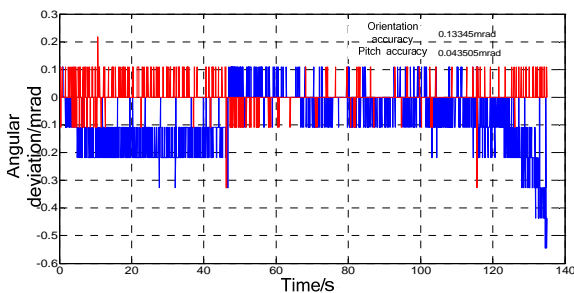 0.3
0.2
0.1
0
-0.1
-0.2
-0.3
-0.4
-0.5
-0.6
Angular
deviation/mrad
Orientation
accuracy
0.13345mrad
Pitch accuracy
0.043505mrad
0 20 40 60 80 100 120 140
Time/s